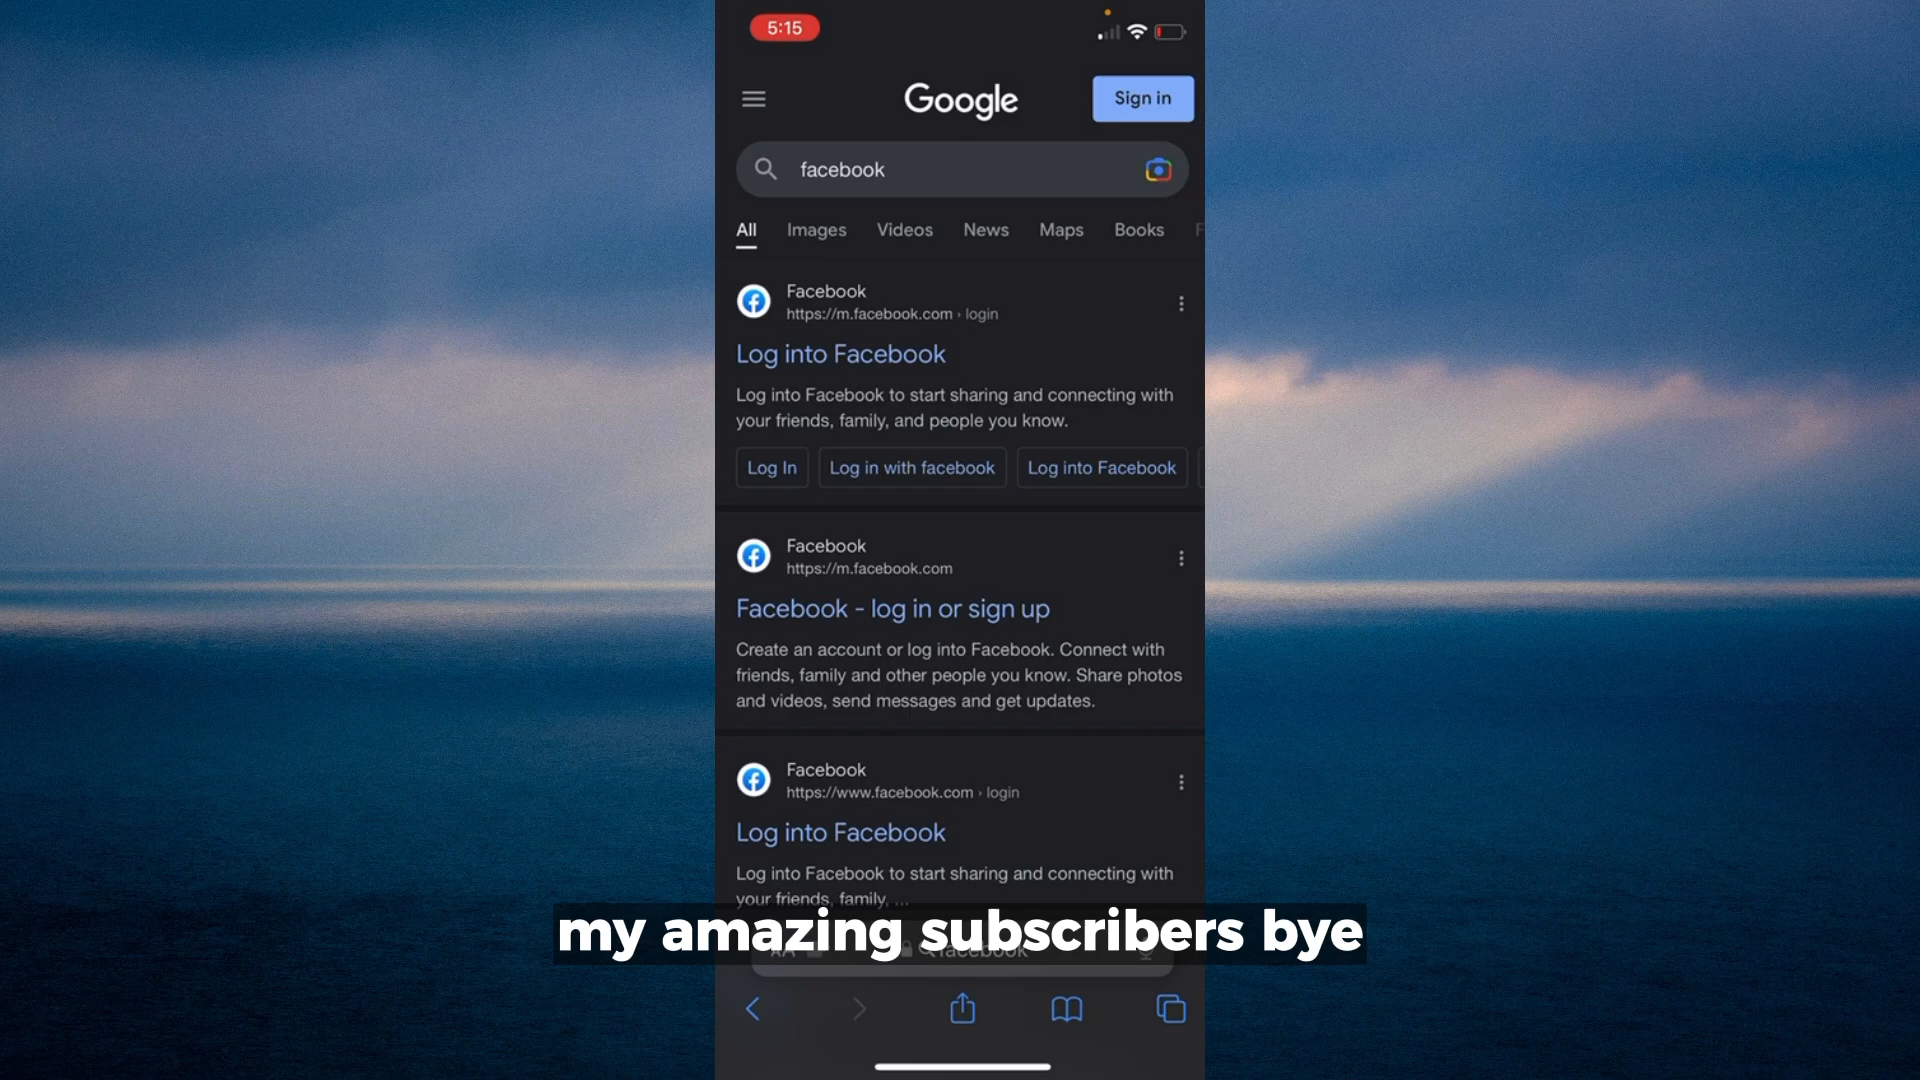 5:15
Google
Sign in
facebook
All Images Videos News Maps Books F
Facebook
https://m.facebook.com › login
Log into Facebook
Log into Facebook to start sharing and connecting with
your friends, family, and people you know.
Log In Log in with facebook Log into Facebook
Facebook
https://m.facebook.com
Facebook - log in or sign up
Create an account or log into Facebook. Connect with
friends, family and other people you know. Share photos
and videos, send messages and get updates.
Facebook
https://www.facebook.com › login
Log into Facebook
Log into Facebook to start sharing and connecting with
your friends, family, ...
my amazing subscribers bye
AA facebook